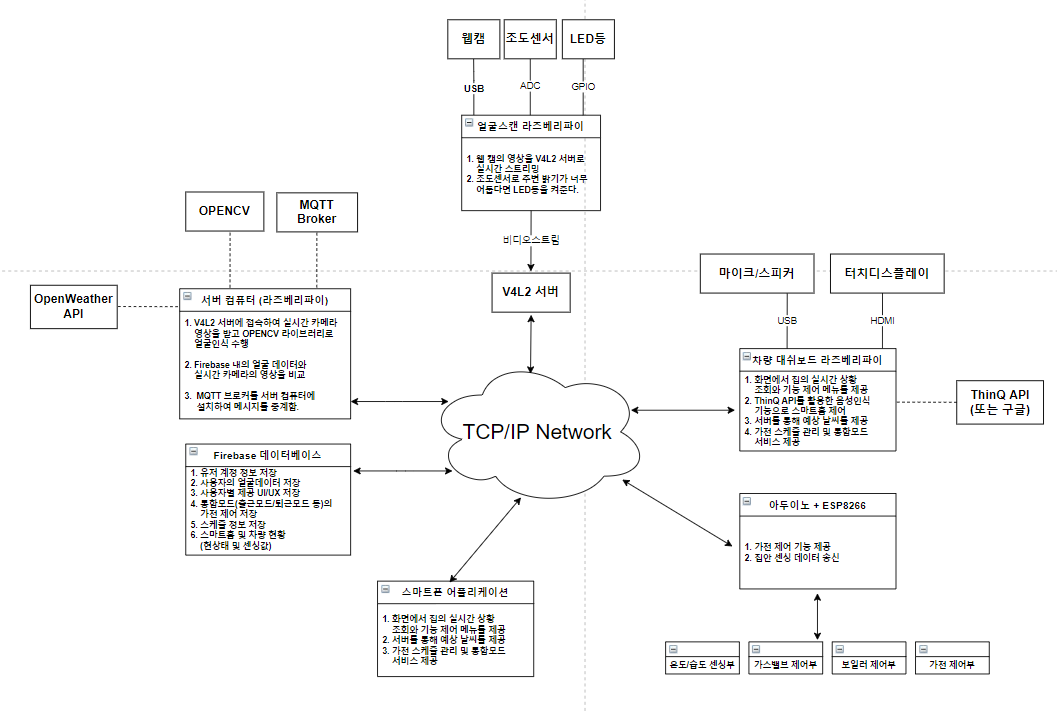 웹캠
조도센서
LED등
USB
ADC
GPIO
얼굴스캔 라즈베리파이
1. 웹 캠의 영상을 V4L2 서버로
실시간 스트리밍
2. 조도센서로 주변 밝기가 너무
어둡다면 LED등을 켜준다.
비디오스트림
V4L2 서버
OPENCV
MQTT
Broker
OpenWeather
API
서버 컴퓨터 (라즈베리파이)
1. V4L2 서버에 접속하여 실시간 카메라
영상을 받고 OPENCV 라이브러리로
얼굴인식 수행
2. Firebase 내의 얼굴 데이터와
실시간 카메라의 영상을 비교
3. MQTT 브로커를 서버 컴퓨터에
설치하여 메시지를 중계함.
마이크/스피커
터치디스플레이
USB
HDMI
차량 대쉬보드 라즈베리파이
1. 화면에서 집의 실시간 상황
조회와 기능 제어 메뉴를 제공
2. ThinQ API를 활용한 음성인식
기능으로 스마트홈 제어
3. 서버를 통해 예상 날씨를 제공
4. 가전 스케줄 관리 및 통합모드
서비스 제공
ThinQ API
(또는 구글)
TCP/IP Network
Firebase 데이터베이스
1. 유저 계정 정보 저장
2. 사용자의 얼굴데이터 저장
3. 사용자별 제공 UI/UX 저장
4. 통합모드(출근모드/퇴근모드 등)의
가전 제어 저장
5. 스케줄 정보 저장
6. 스마트홈 및 차량 현황
(현상태 및 센싱값)
아두이노 + ESP8266
1. 가전 제어 기능 제공
2. 집안 센싱 데이터 송신
스마트폰 어플리케이션
1. 화면에서 집의 실시간 상황
조회와 기능 제어 메뉴를 제공
2. 서버를 통해 예상 날씨를 제공
3. 가전 스케줄 관리 및 통합모드
서비스 제공
온도/습도 센싱부
가스밸브 제어부
보일러 제어부
가전 제어부